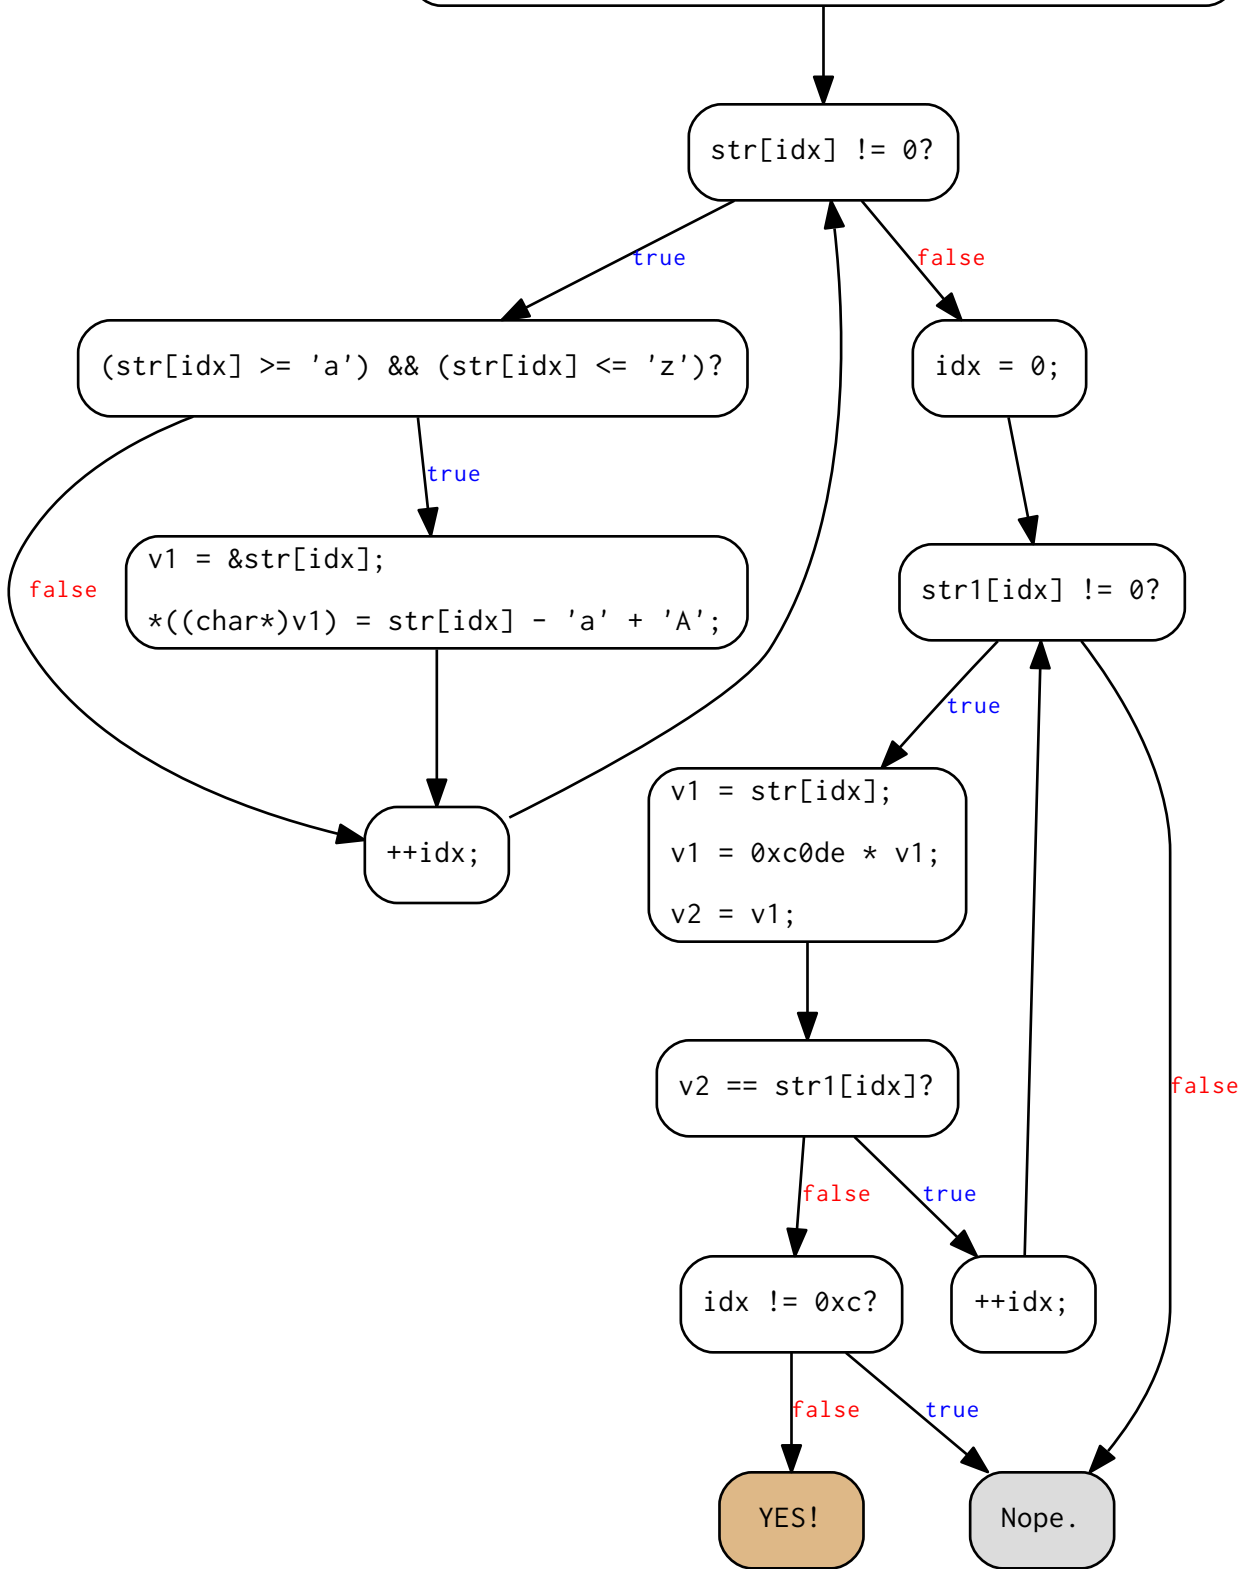 str[idx] != 0?
true
false
(str[idx] >= 'a') && (str[idx] <= 'z')?
idx = 0;
true
false
v1 = &str[idx];
*((char*)v1) = str[idx] - 'a' + 'A';
str1[idx] != 0?
true
++idx;
v1 = str[idx];
v1 = 0xc0de * v1;
v2 = v1;
v2 == str1[idx]?
false
false
true
idx != 0xc?
++idx;
false
true
YES!
Nope.